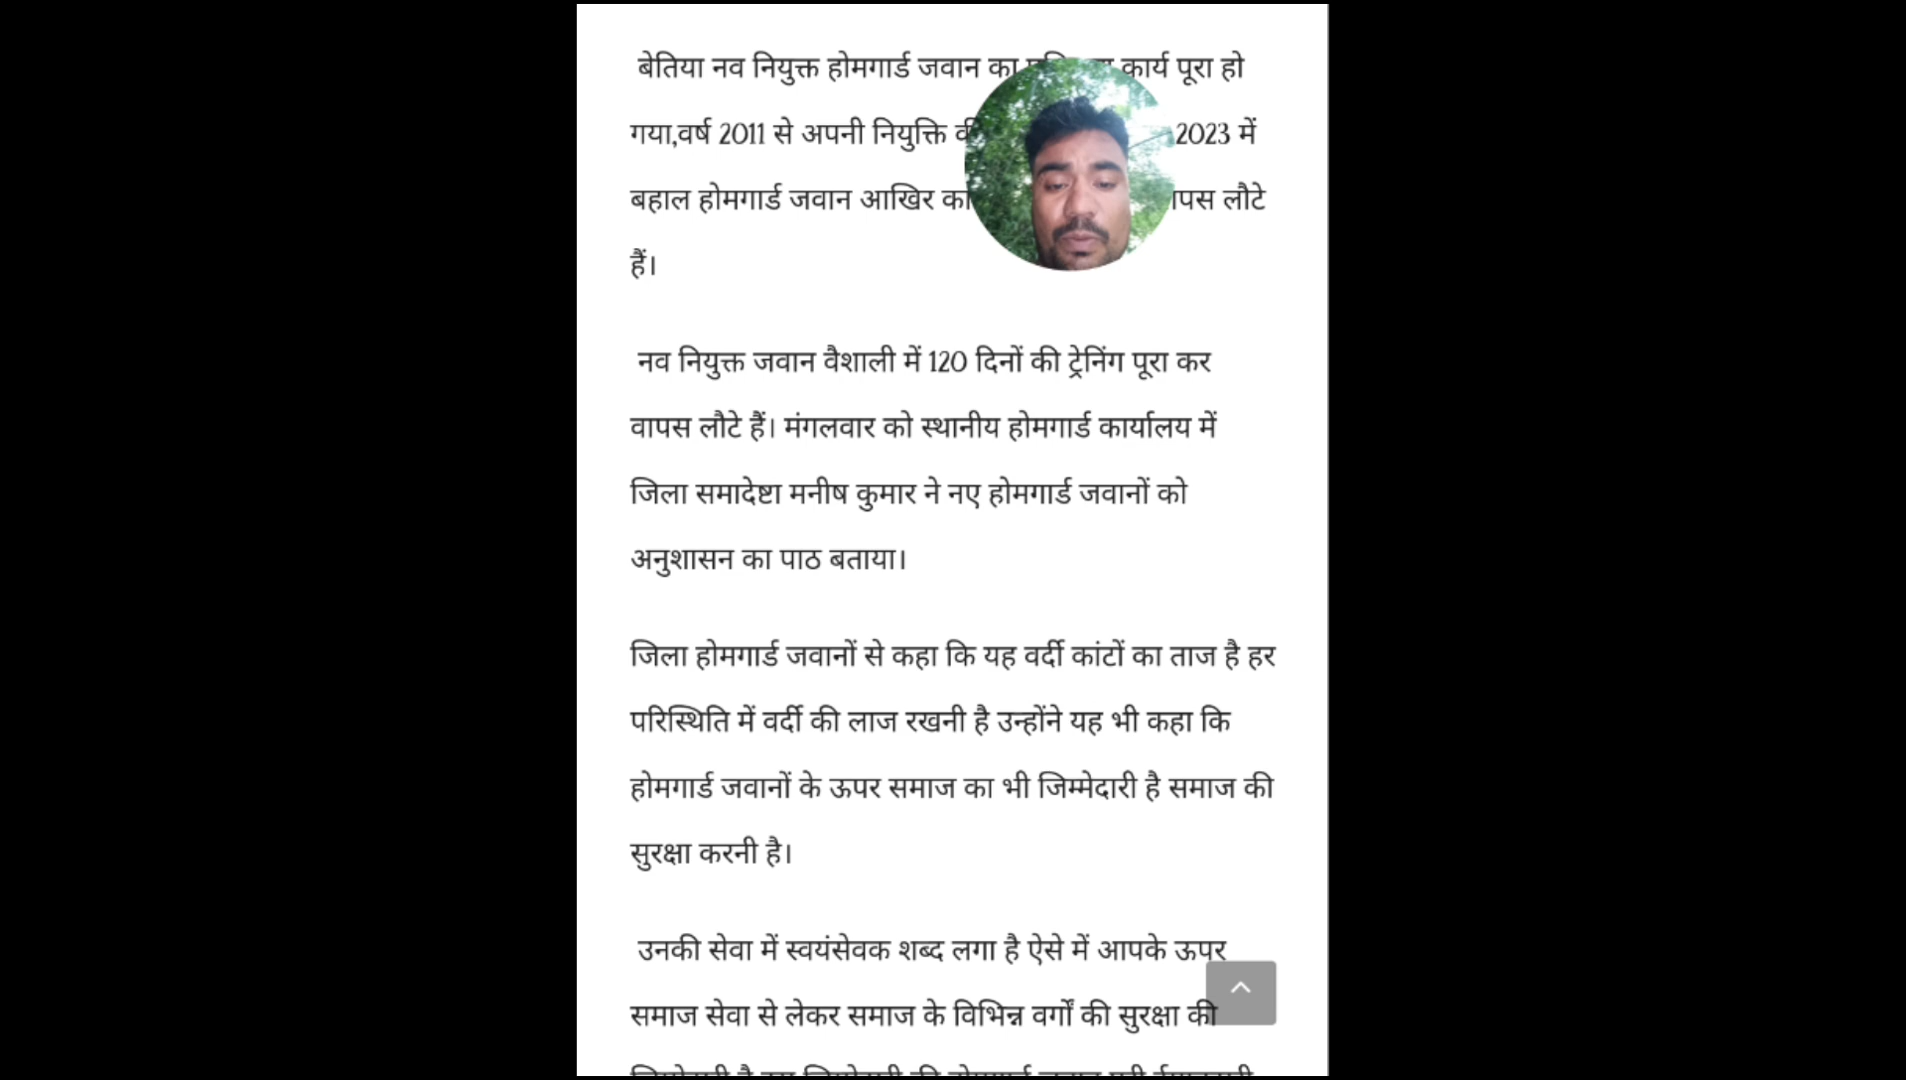 बेतिया नव नियुक्त होमगार्ड जवान का कार्य पूरा हो
गया,वर्ष 2011 से अपनी नियुक्ति 2023 में
बहाल होमगार्ड जवान आखिर लौटे
हैं।
नव नियुक्त जवान वैशाली में 120 दिनों की ट्रेनिंग पूरा कर
वापस लौटे हैं। मंगलवार को स्थानीय होमगार्ड कार्यालय में
जिला समादेष्टा मनीष कुमार ने नए होमगार्ड जवानों को
अनुशासन का पाठ बताया।
जिला होमगार्ड जवानों से कहा कि यह वर्दी कांटों का ताज है हर
परिस्थिति में वर्दी की लाज रखनी है उन्होंने यह भी कहा कि
होमगार्ड जवानों के ऊपर समाज का भी जिम्मेदारी है समाज की
सुरक्षा करनी है।
उनकी सेवा में स्वयंसेवक शब्द लगा है ऐसे में आपके ऊपर
समाज सेवा से लेकर समाज के विभिन्न वर्गों की सुरक्षा की